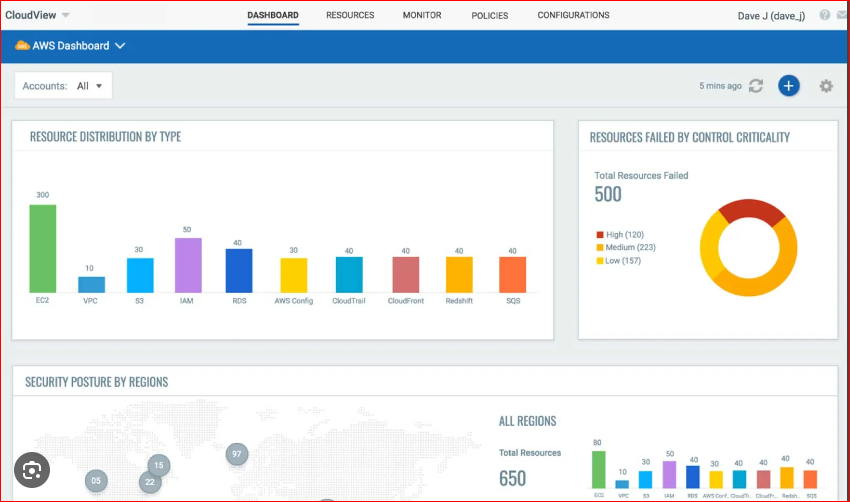 CloudView DASHBOARD RESOURCES MONITOR POLICIES CONFIGURATIONS Dave J (dave_j)
AWS Dashboard
Accounts: All 5 mins ago
RESOURCE DISTRIBUTION BY TYPE
300 10 30 50 40 30 40 40 40 40
EC2 VPC S3 IAM RDS AWS Config CloudTrail CloudFront Redshift SQS
RESOURCES FAILED BY CONTROL CRITICALITY
Total Resources Failed
500
High (120)
Medium (223)
Low (157)
SECURITY POSTURE BY REGIONS
97
15
05
22
ALL REGIONS
Total Resources
650
80 10 30 50 40 30 40 40 40 40
EC2 VPC S3 IAM RDS AWS Conf.. CloudTr.. CloudFr.. Redsh.. SQS